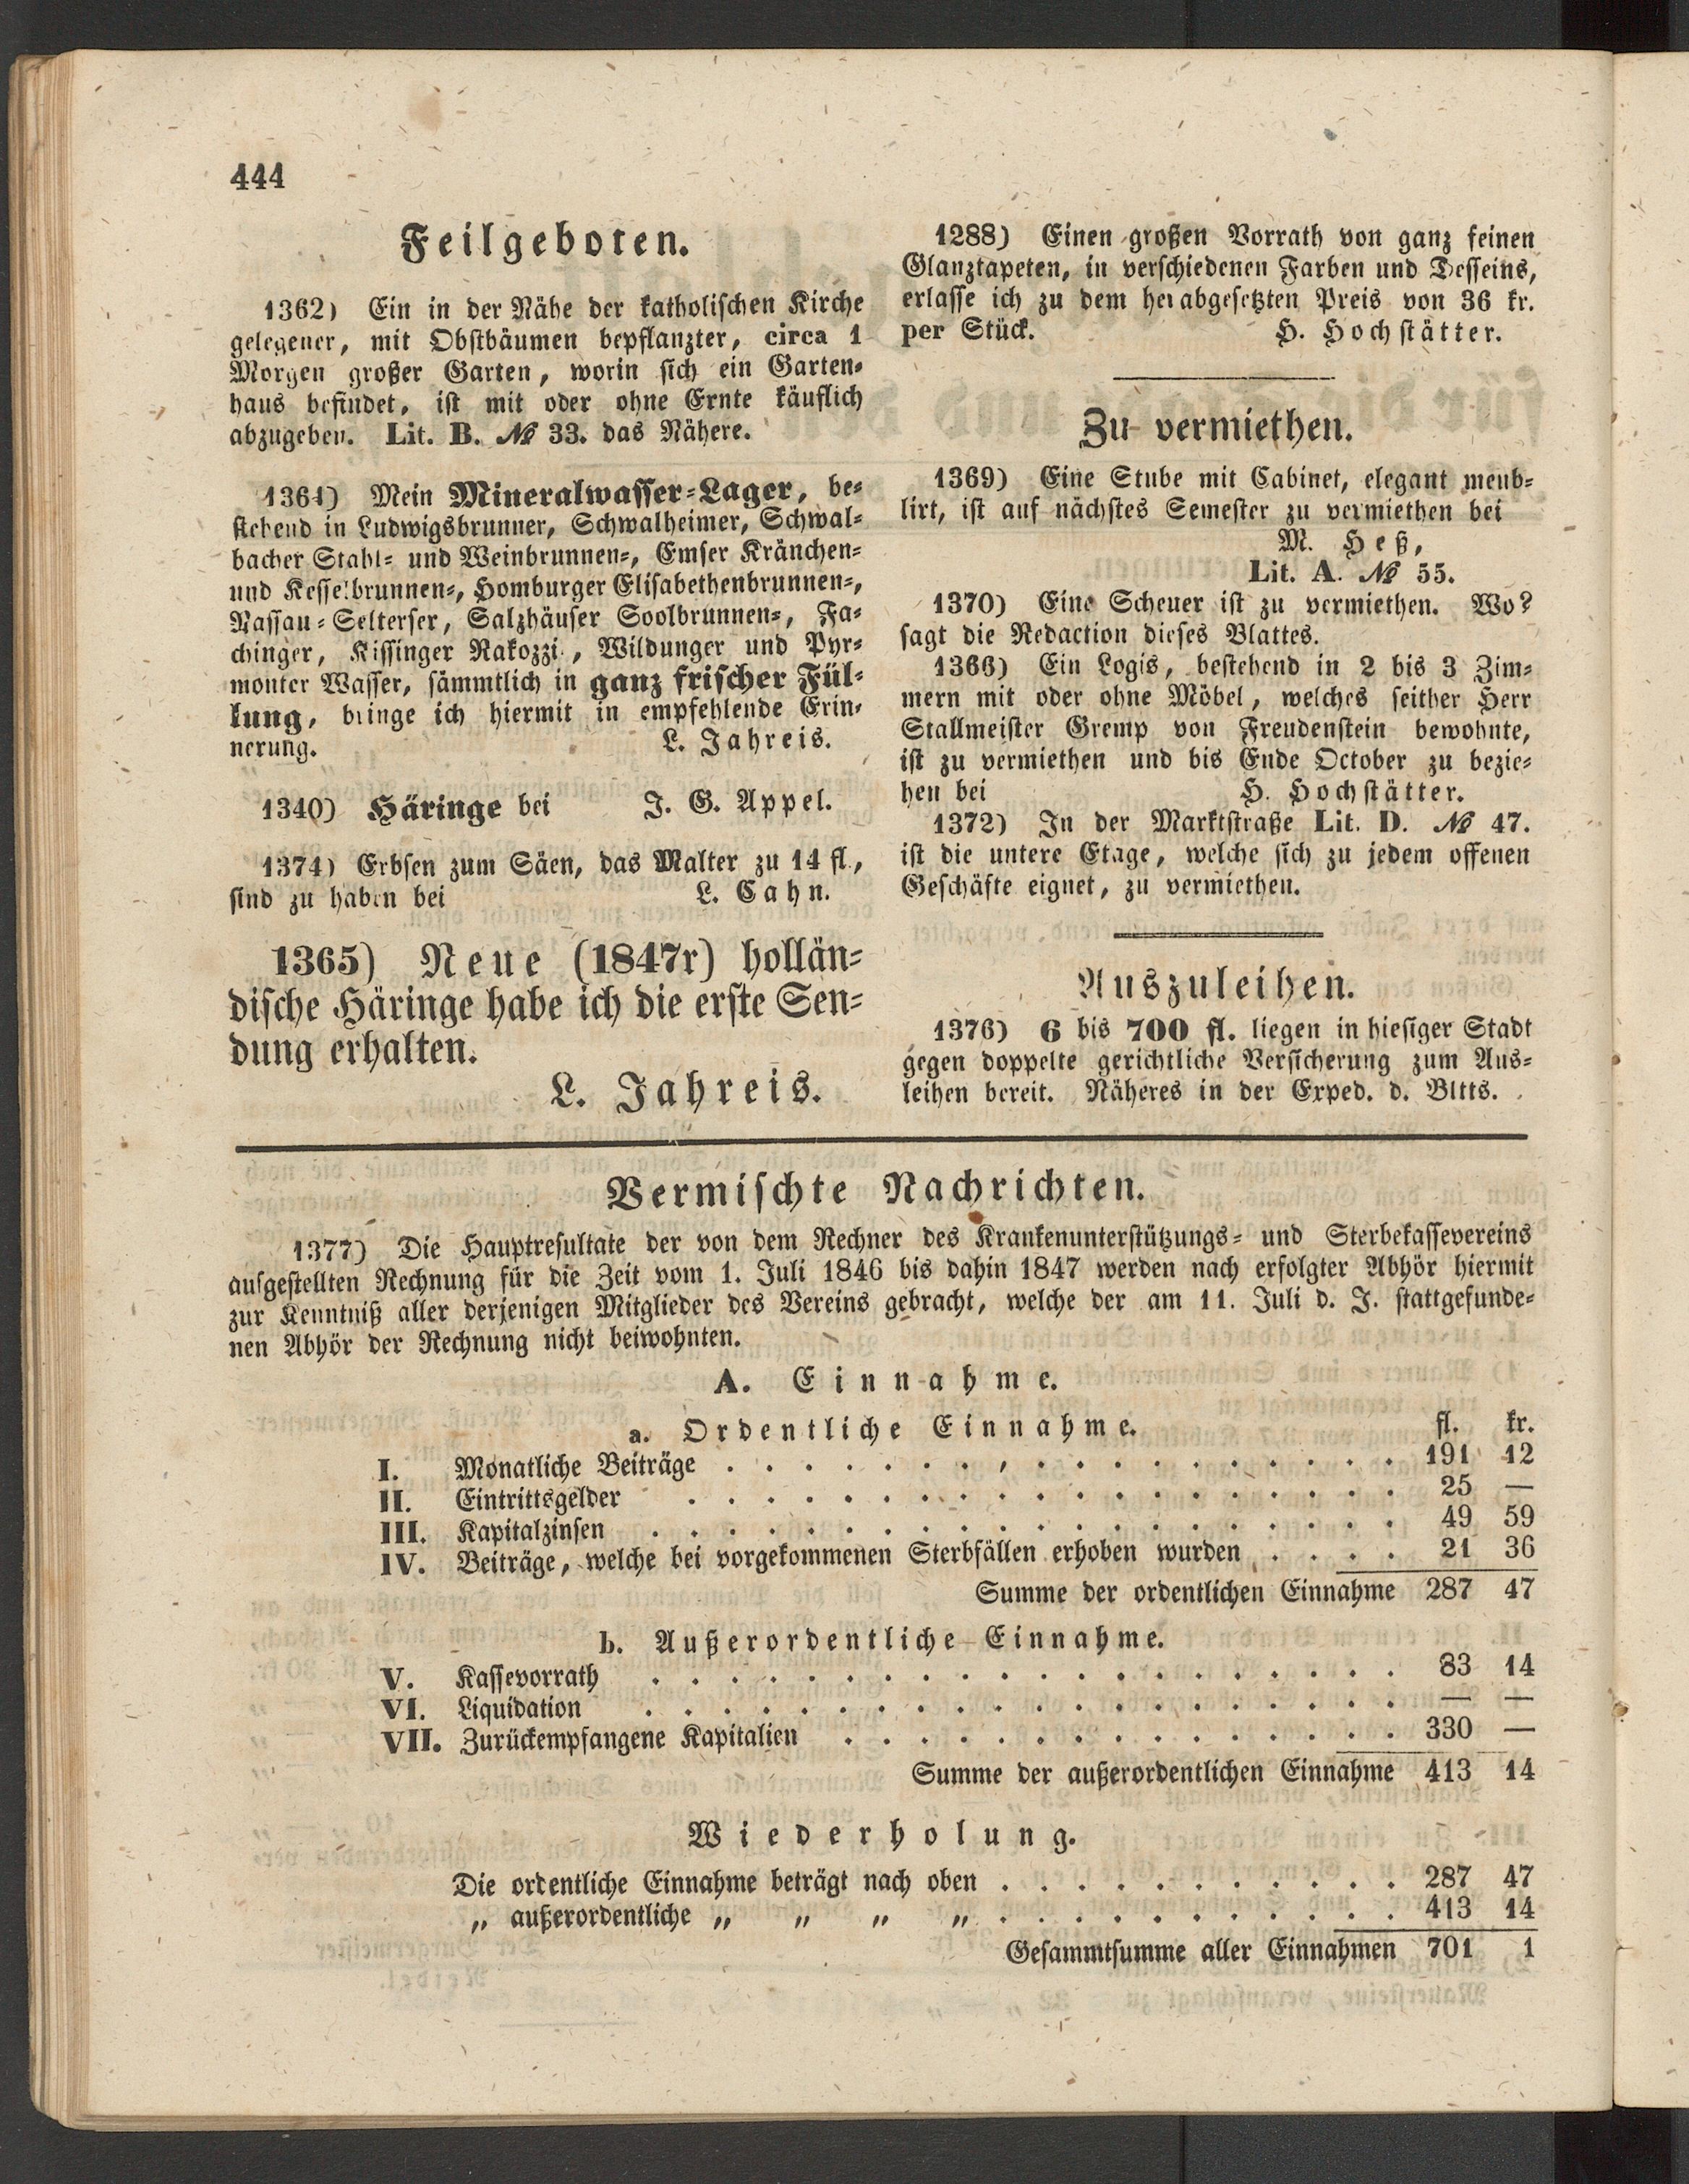 444
Feilgeboten.
1362) Ein in der Nähe der katholischen Kirche
gelegener, mit Obstbäumen bepflanzter, circa 1
Morgen großer Garten, worin sich ein Garten-
haus befindet, ist mit oder ohne Ernte käuflich
abzugeben. Lit. B. № 33. das Nähere.
1364) Mein Mineralwasser-Lager, be-
stehend in Ludwigsbrunner, Schwalheimer, Schwal-
bacher Stahl- und Weinbrunnen-, Emser Kränchen-
und Kesselbrunnen-, Homburger Elisabethenbrunnen-,
Nassau-Selterser, Salzhäuser Soolbrunnen-, Fa-
chinger, Kissinger Rakozzi-, Wildunger und Pyr-
monter Wasser, sämmtlich in ganz frischer Fül-
lung, bringe ich hiermit in empfehlende Erin-
nerung. L. Jahreis.
1340) Häringe bei J. G. Appel.
1374) Erbsen zum Säen, das Malter zu 14 fl.,
sind zu haben bei L. Cahn.
1365) Neue (1847r) hollän-
dische Häringe habe ich die erste Sen-
dung erhalten.
L. Jahreis.
1288) Einen großen Vorrath von ganz feinen
Glanztapeten, in verschiedenen Farben und Desseins,
erlasse ich zu dem herabgesetzten Preis von 36 kr.
per Stück. H. Hochstätter.
Zu vermiethen.
1369) Eine Stube mit Cabinet, elegant meub-
lirt, ist auf nächstes Semester zu vermiethen bei
M. Heß,
Lit. A. № 55.
1370) Eine Scheuer ist zu vermiethen. Wo?
sagt die Redaction dieses Blattes.
1366) Ein Logis, bestehend in 2 bis 3 Zim-
mern mit oder ohne Möbel, welches seither Herr
Stallmeister Gremp von Freudenstein bewohnte,
ist zu vermiethen und bis Ende October zu bezie-
hen bei H. Hochstätter.
1372) In der Marktstraße Lit. D. № 47.
ist die untere Etage, welche sich zu jedem offenen
Geschäfte eignet, zu vermiethen.
Auszuleihen.
1376) 6 bis 700 fl. liegen in hiesiger Stadt
gegen doppelte gerichtliche Versicherung zum Aus-
leihen bereit. Näheres in der Exped. d. Bltts.
Vermischte Nachrichten.
1377) Die Hauptresultate der von dem Rechner des Krankenunterstützungs- und Sterbekassevereins
aufgestellten Rechnung für die Zeit vom 1. Juli 1846 bis dahin 1847 werden nach erfolgter Abhör hiermit
zur Kenntniß aller derjenigen Mitglieder des Vereins gebracht, welche der am 11. Juli d. J. stattgefunde-
nen Abhör der Rechnung nicht beiwohnten.
A. Einnahme.
a. Ordentliche Einnahme. fl. kr.
I. Monatliche Beiträge . . . . . . . . . . . . . . . . . . 191 12
II. Eintrittsgelder . . . . . . . . . . . . . . . . . . . 25 —
III. Kapitalzinsen . . . . . . . . . . . . . . . . . . . . 49 59
IV. Beiträge, welche bei vorgekommenen Sterbfällen erhoben wurden . . . . 21 36
Summe der ordentlichen Einnahme 287 47
b. Außerordentliche Einnahme.
V. Kassevorrath . . . . . . . . . . . . . . . . . . . . 83 14
VI. Liquidation . . . . . . . . . . . . . . . . . . . . — —
VII. Zurückempfangene Kapitalien . . . . . . . . . . . . . . . 330 —
Summe der außerordentlichen Einnahme 413 14
Wiederholung.
Die ordentliche Einnahme beträgt nach oben . . . . . . . . . . . 287 47
„ außerordentliche „ „ „ „ . . . . . . . . . . . 413 14
Gesammtsumme aller Einnahmen 701 1